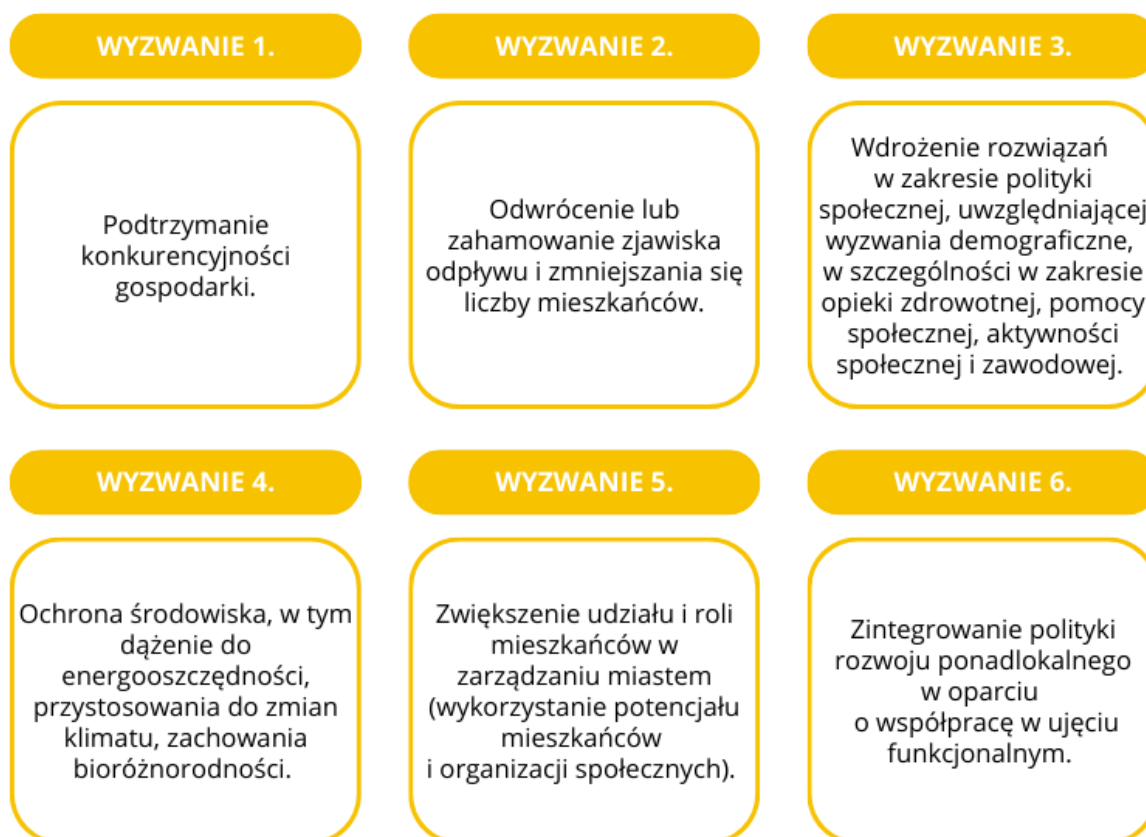 WYZWANIE 1.
Podtrzymanie
konkurencyjności
gospodarki.
WYZWANIE 2.
Odwrócenie lub
zahamowanie zjawiska
odpływu i zmniejszania się
liczby mieszkańców.
WYZWANIE 3.
Wdrożenie rozwiązań
w zakresie polityki
społecznej, uwzględniającej
wyzwania demograficzne,
w szczególności w zakresie
opieki zdrowotnej, pomocy
społecznej, aktywności
społecznej i zawodowej.
WYZWANIE 4.
Ochrona środowiska, w tym
dążenie do
energooszczędności,
przystosowania do zmian
klimatu, zachowania
bioróżnorodności.
WYZWANIE 5.
Zwiększenie udziału i roli
mieszkańców w
zarządzaniu miastem
(wykorzystanie potencjału
mieszkańców
i organizacji społecznych).
WYZWANIE 6.
Zintegrowanie polityki
rozwoju ponadlokalnego
w oparciu
o współpracę w ujęciu
funkcjonalnym.